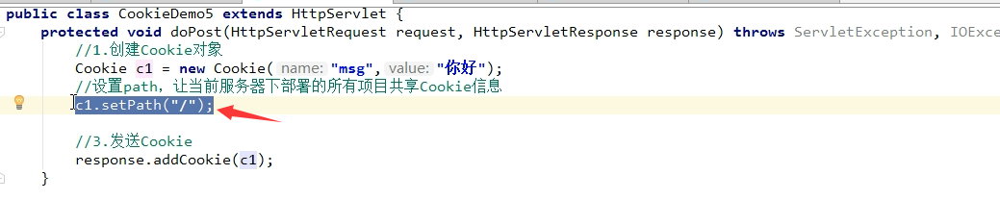 public class CookieDemo5 extends HttpServlet {
protected void doPost(HttpServletRequest request, HttpServletResponse response) throws ServletException, IOExce
//1.创建Cookie对象
Cookie c1 = new Cookie( name: "msg", value: "你好");
//设置path，让当前服务器下部署的所有项目共享Cookie信息
c1.setPath("/");
//3.发送Cookie
response.addCookie(c1);
}